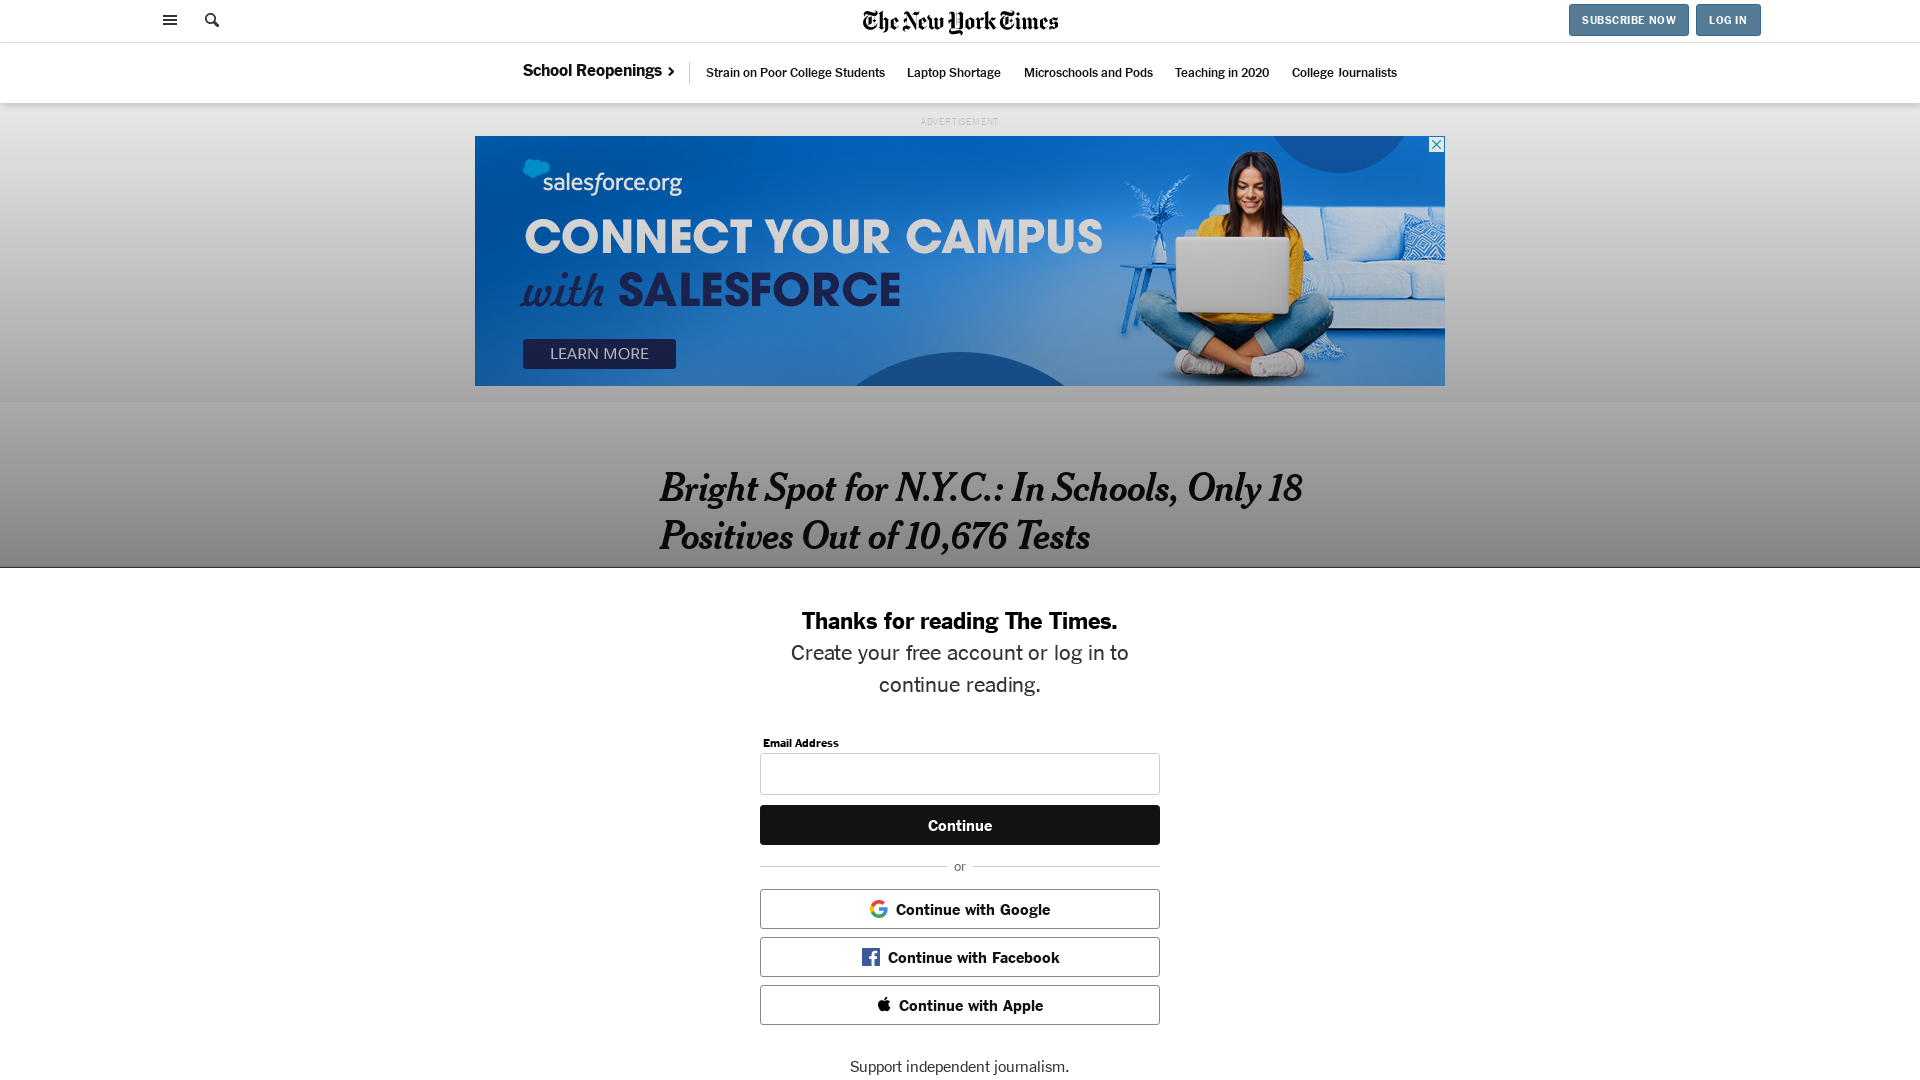 The New York Times
SUBSCRIBE NOW
LOG IN
School Reopenings
Strain on Poor College Students
Laptop Shortage
Microschools and Pods
Teaching in 2020
College Journalists
ADVERTISEMENT
salesforce.org
CONNECT YOUR CAMPUS
with SALESFORCE
LEARN MORE
Bright Spot for N.Y.C.: In Schools, Only 18
Positives Out of 10,676 Tests
Thanks for reading The Times.
Create your free account or log in to
continue reading.
Email Address
Continue
or
Continue with Google
Continue with Facebook
Continue with Apple
Support independent journalism.